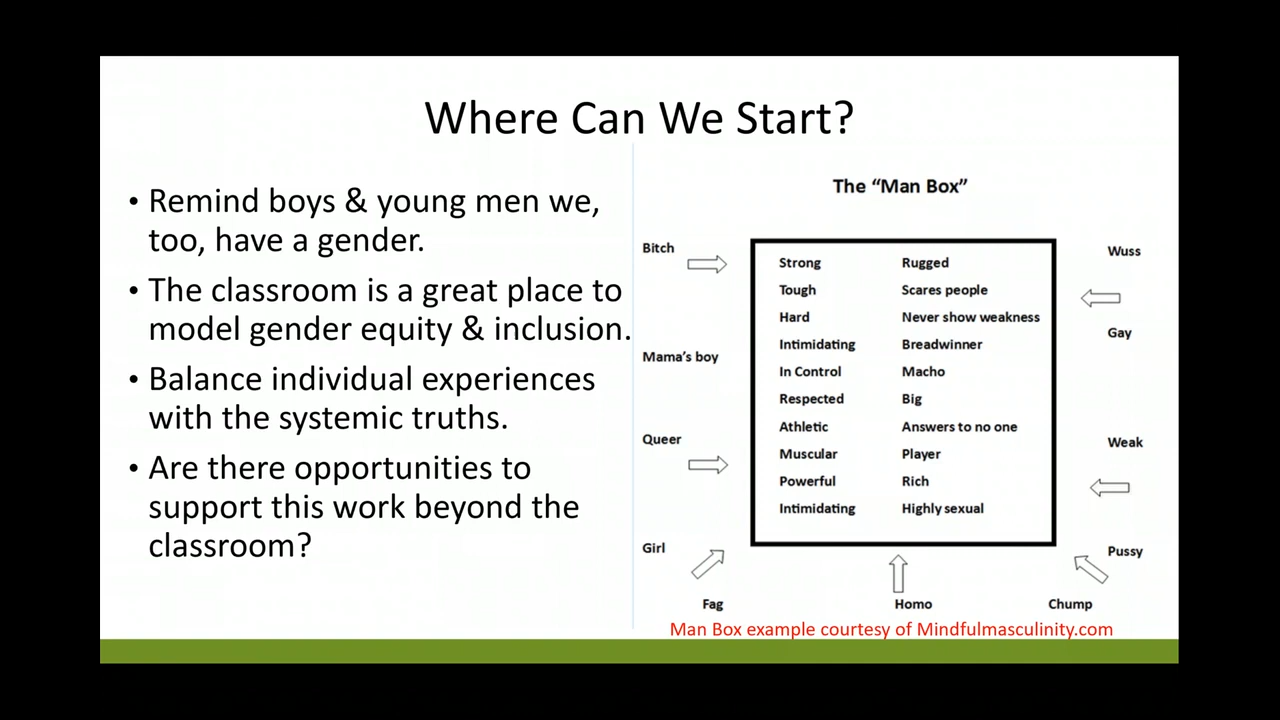 Where Can We Start?
• Remind boys & young men we,
too, have a gender.
• The classroom is a great place to
model gender equity & inclusion.
• Balance individual experiences
with the systemic truths.
• Are there opportunities to
support this work beyond the
classroom?
The “Man Box”
Bitch
Mama’s boy
Queer
Girl
Fag
Strong
Tough
Hard
Intimidating
In Control
Respected
Athletic
Muscular
Powerful
Intimidating
Rugged
Scares people
Never show weakness
Breadwinner
Macho
Big
Answers to no one
Player
Rich
Highly sexual
Wuss
Gay
Weak
Pussy
Homo
Chump
Man Box example courtesy of Mindfulmasculinity.com